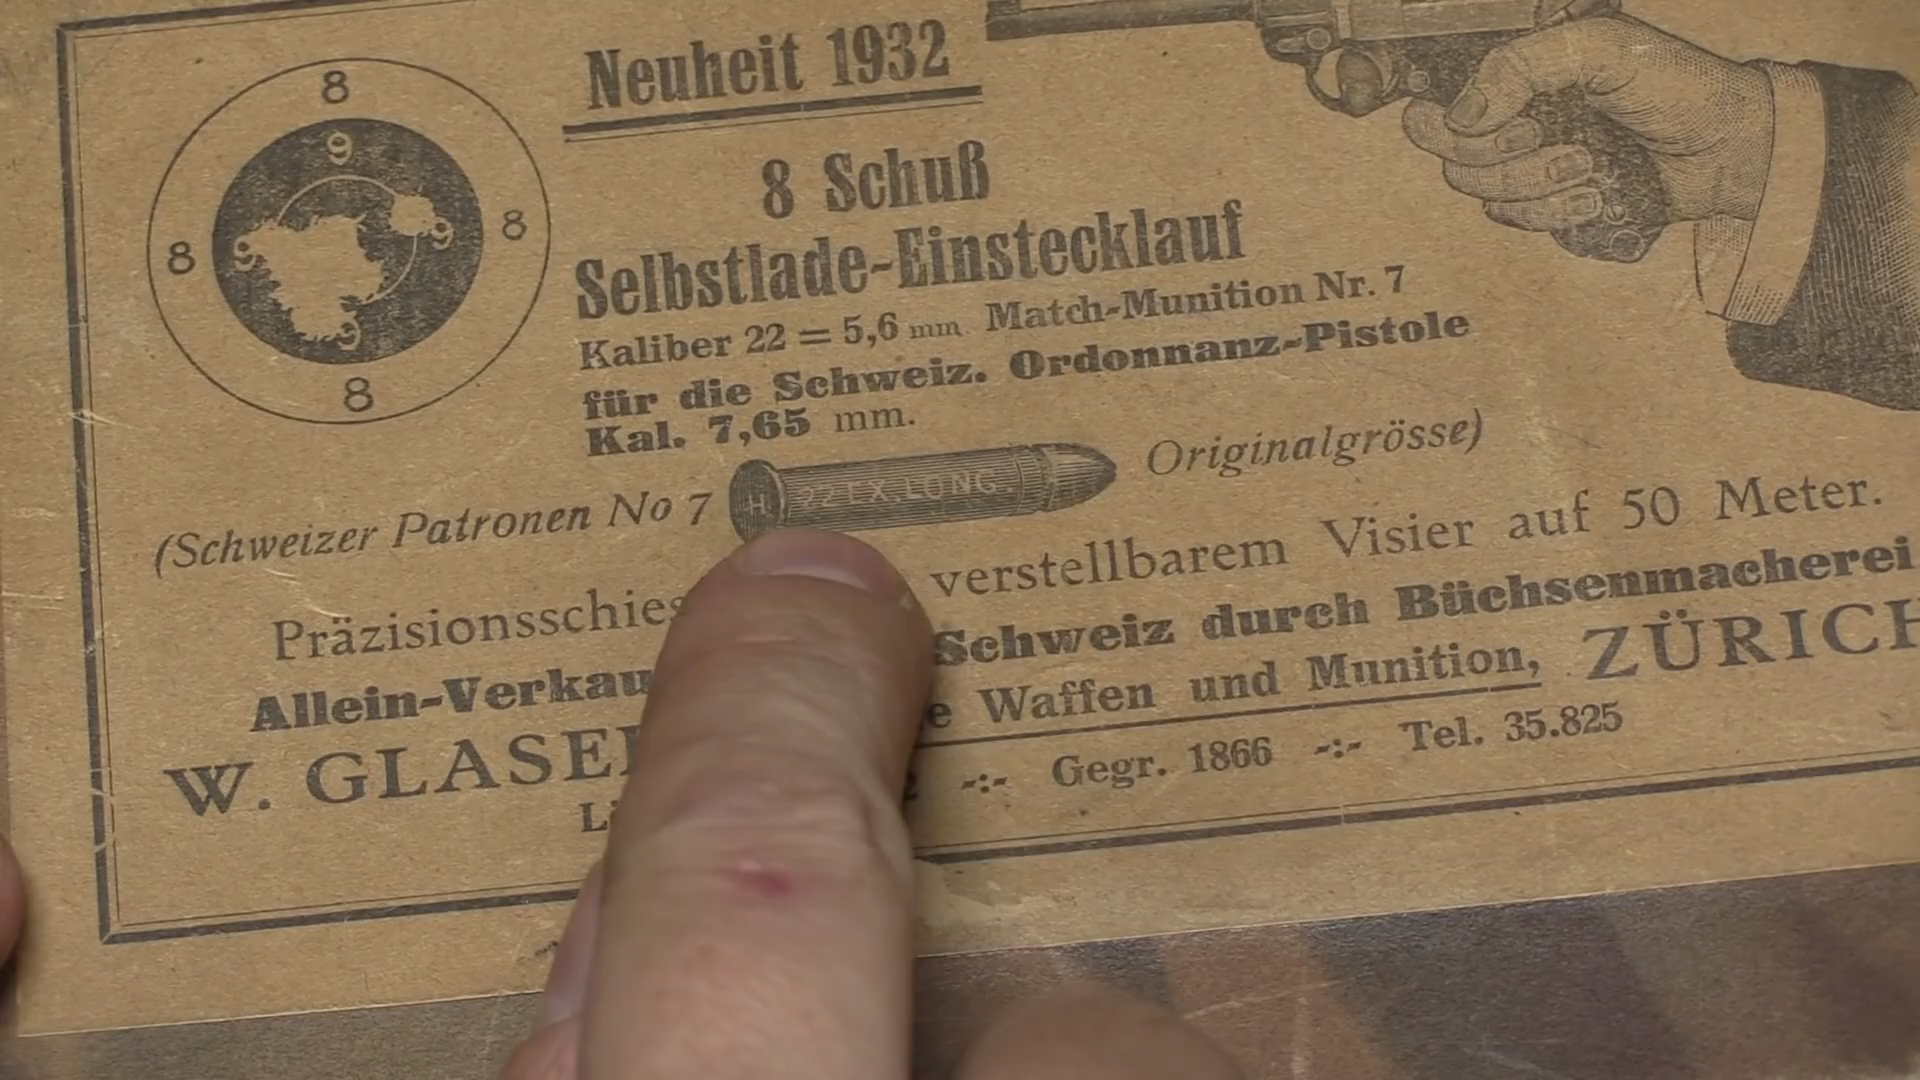 8
9
8 9 9 8
9
8
Neuheit 1932
8 Schuß
Selbstlade-Einstecklauf
Kaliber 22 = 5,6 mm Match-Munition Nr. 7
für die Schweiz. Ordonnanz-Pistole
Kal. 7,65 mm.
(Schweizer Patronen No 7 H 22 EX.LONG Originalgrösse)
Präzisionsschies verstellbarem Visier auf 50 Meter.
Allein-Verkau Schweiz durch Büchsenmacherei
W. GLASE e Waffen und Munition, ZÜRICH
Gegr. 1866 -:- Tel. 35.825